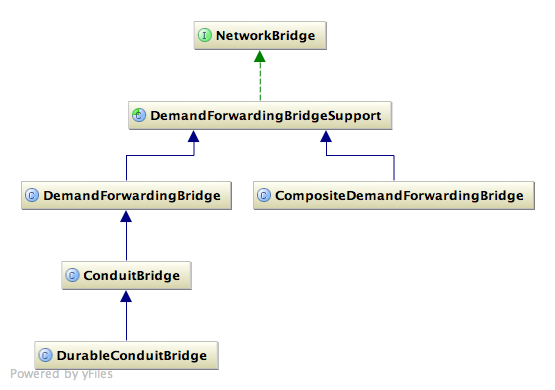 I NetworkBridge
C DemandForwardingBridgeSupport
C DemandForwardingBridge
C CompositeDemandForwardingBridge
C ConduitBridge
C DurableConduitBridge
Powered by yFiles